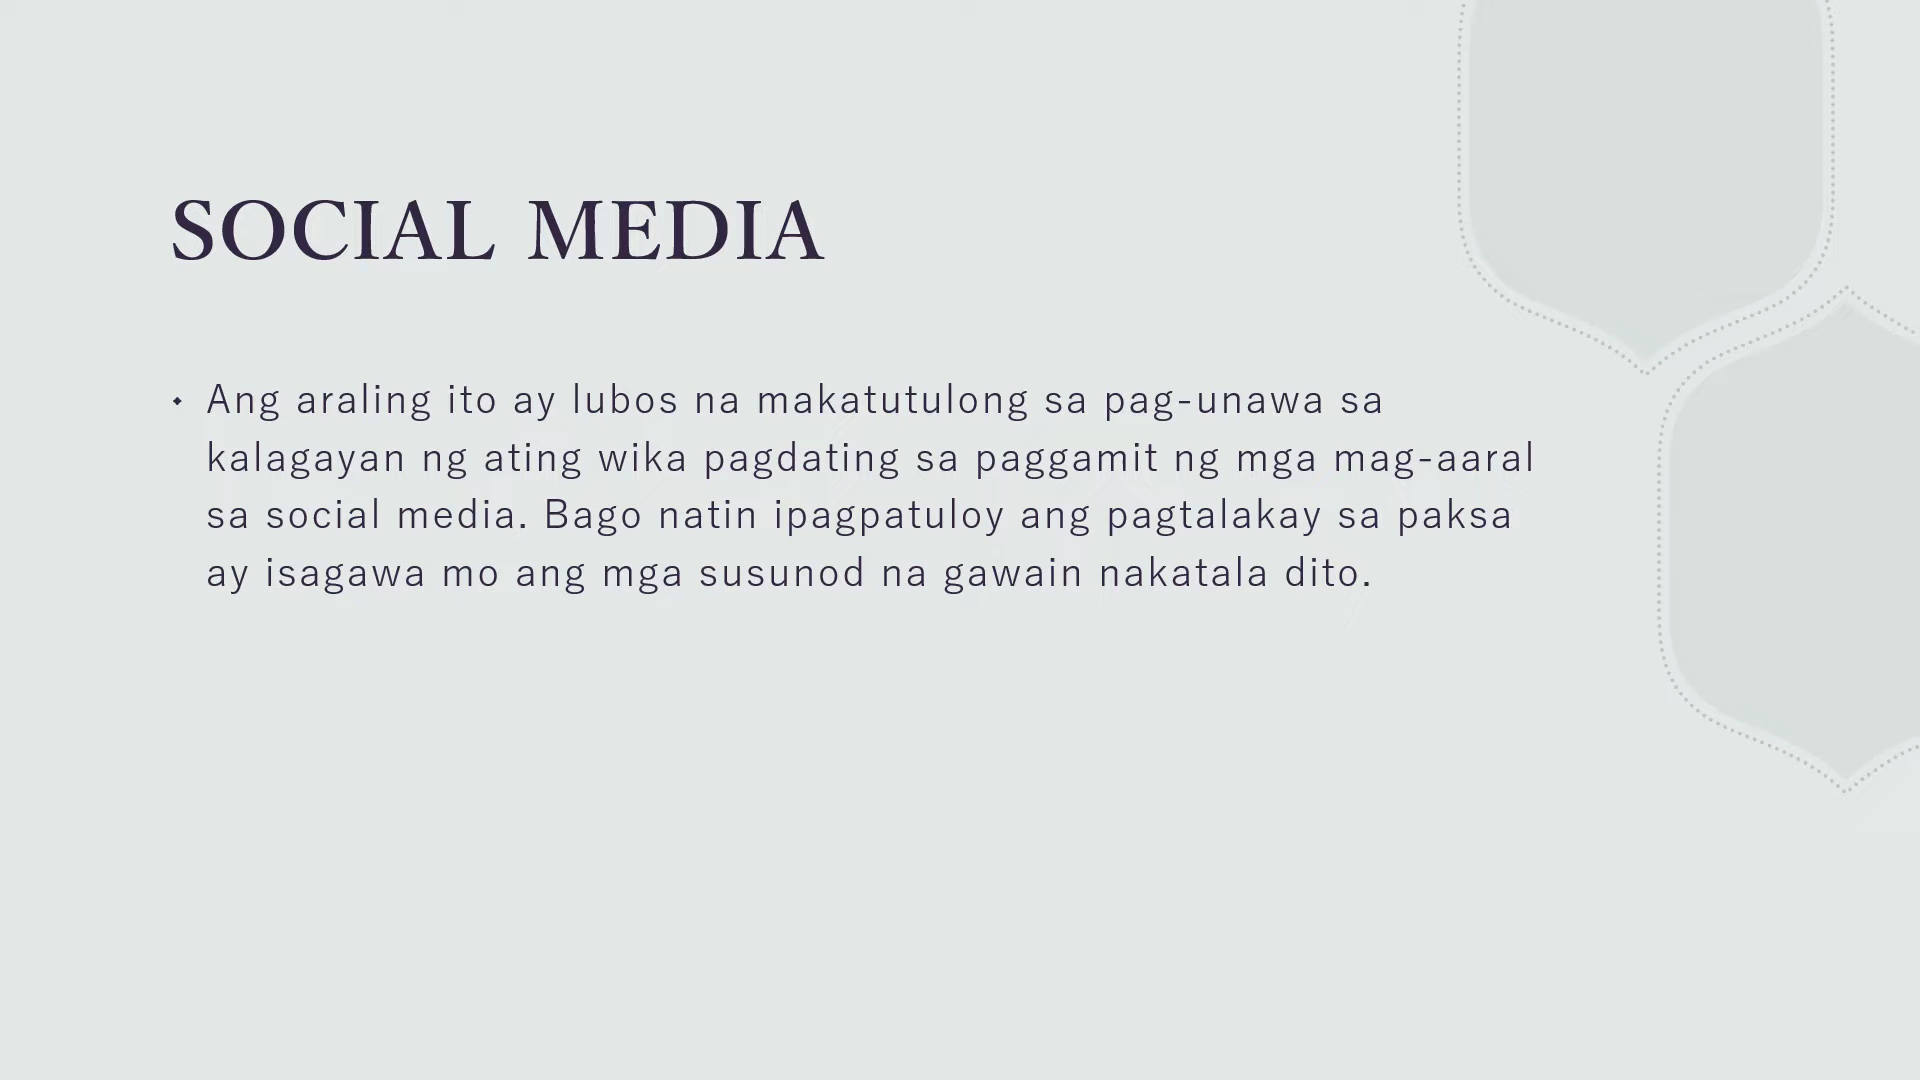 SOCIAL MEDIA
Ang araling ito ay lubos na makatutulong sa pag-unawa sa
kalagayan ng ating wika pagdating sa paggamit ng mga mag-aaral
sa social media. Bago natin ipagpatuloy ang pagtalakay sa paksa
ay isagawa mo ang mga susunod na gawain nakatala dito.